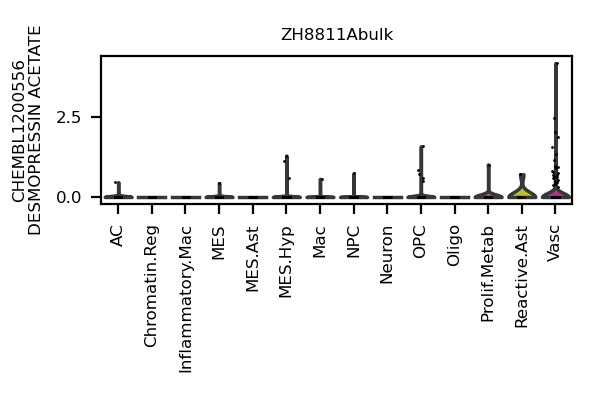 ZH8811Abulk
CHEMBL1200556
DESMOPRESSIN ACETATE
2.5
0.0
AC
Chromatin.Reg
Inflammatory.Mac
MES
MES.Ast
MES.Hyp
Mac
NPC
Neuron
OPC
Oligo
Prolif.Metab
Reactive.Ast
Vasc